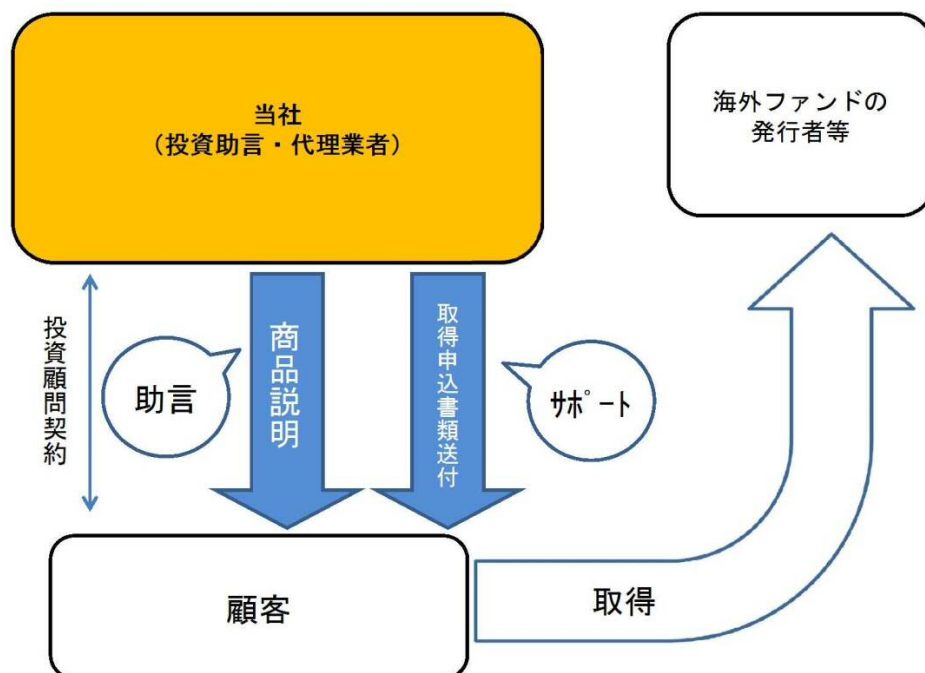 当社
(投資助言・代理業者)
海外ファンドの
発行者等
投資顧問契約
助言
商品説明
取得申込書類送付
サポート
顧客
取得